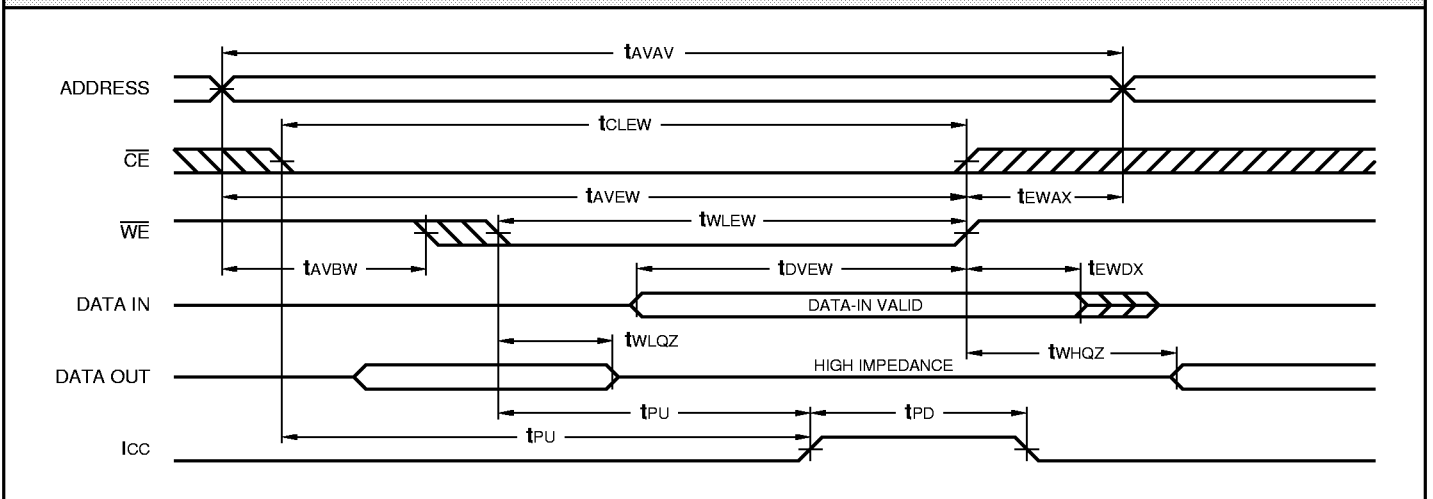 tAVAV
ADDRESS
tCLEW
CE
tAVEW
tEWAX
WE
tWLEW
tAVBW
tDVEW
tEWDX
DATA IN
DATA-IN VALID
tWLQZ
tWHQZ
DATA OUT
HIGH IMPEDANCE
tPU
tPD
tPU
ICC